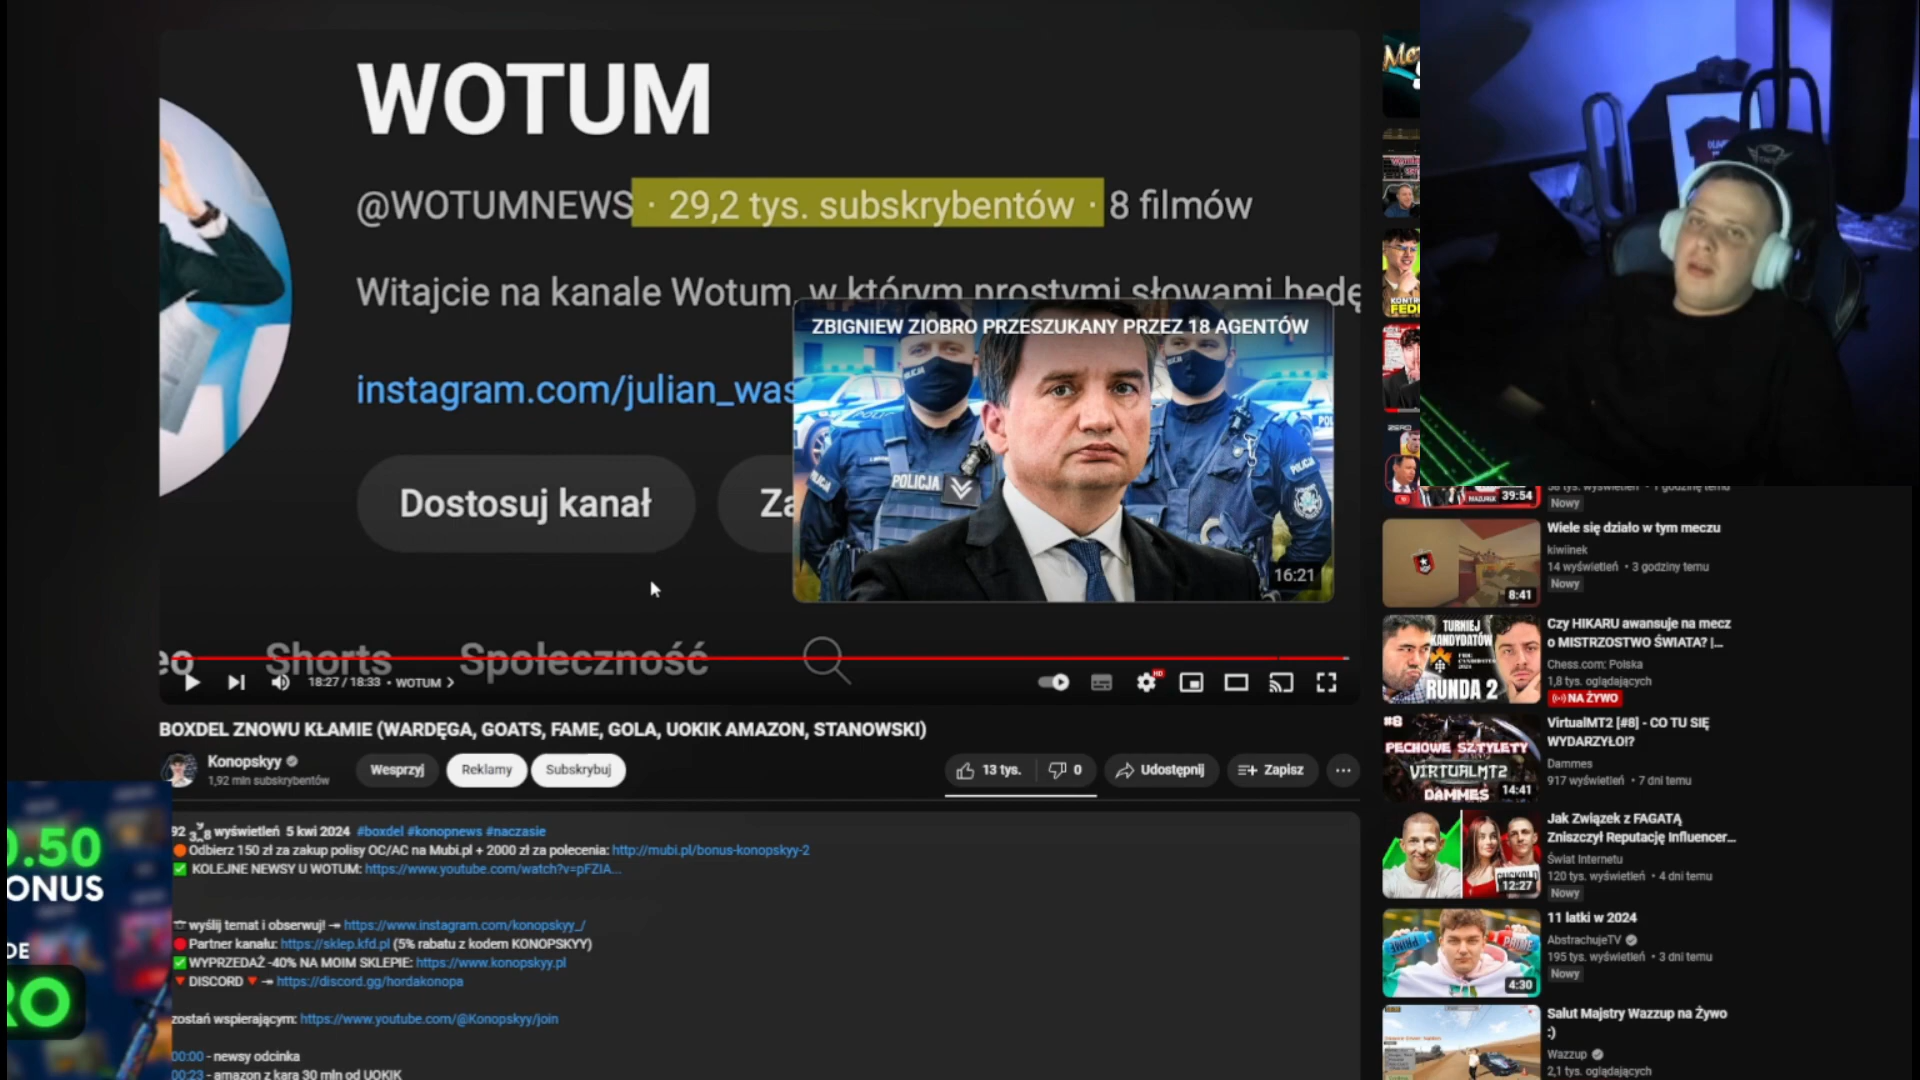 WOTUM
@WOTUMNEWS · 29,2 tys. subskrybentów · 8 filmów
Witajcie na kanale Wotum, w którym prostymi słowami będę
instagram.com/julian_was
Dostosuj kanał
Za
ZBIGNIEW ZIOBRO PRZESZUKANY PRZEZ 18 AGENTÓW
POLICJA
16:21
eo
Shorts
Społeczność
18:27 / 18:33 • WOTUM
HD
BOXDEL ZNOWU KŁAMIE (WARDĘGA, GOATS, FAME, GOLA, UOKIK AMAZON, STANOWSKI)
Konopskyy
1,92 mln subskrybentów
Wesprzyj
Reklamy
Subskrybuj
13 tys.
0
Udostępnij
Zapisz
wyświetleń 5 kwi 2024 #boxdel #konopnews #naczasie
Odbierz 150 zł za zakup polisy OC/AC na Mubi.pl + 2000 zł za polecenia: http://mubi.pl/bonus-konopskyy-2
KOLEJNE NEWSY U WOTUM: https://www.youtube.com/watch?v=pFZIA...
wyślij temat i obserwuj! → https://www.instagram.com/konopskyy_/
Partner kanału: https://sklep.kfd.pl (5% rabatu z kodem KONOPSKYY)
WYPRZEDAŻ -40% NA MOIM SKLEPIE: https://www.konopskyy.pl
DISCORD → https://discord.gg/hordakonopa
zostań wspierającym: https://www.youtube.com/@Konopskyy/join
00:00 - newsy odcinka
00:23 - amazon z karą 30 mln od UOKIK
0.50
ONUS
DE
RO
39:54
Nowy
Wiele się działo w tym meczu
kiwiinek
14 wyświetleń • 3 godziny temu
Nowy
8:41
TURNIEJ
KANDYDATÓW
RUNDA 2
Czy HIKARU awansuje na mecz
o MISTRZOSTWO ŚWIATA? |...
Chess.com: Polska
1,8 tys. oglądających
NA ŻYWO
#8
PECHOWE SZTYLETY
VIRTUALMT2
DAMMES
14:41
VirtualMT2 [#8] - CO TU SIĘ
WYDARZYŁO!?
Dammes
917 wyświetleń • 7 dni temu
12:27
Jak Związek z FAGATĄ
Zniszczył Reputację Influencer...
Świat Internetu
120 tys. wyświetleń • 4 dni temu
Nowy
PRIME
PRIME
4:30
11 latki w 2024
AbstrachujeTV
195 tys. wyświetleń • 3 dni temu
Nowy
Salut Majstry Wazzup na Żywo
:)
Wazzup
2,1 tys. oglądających